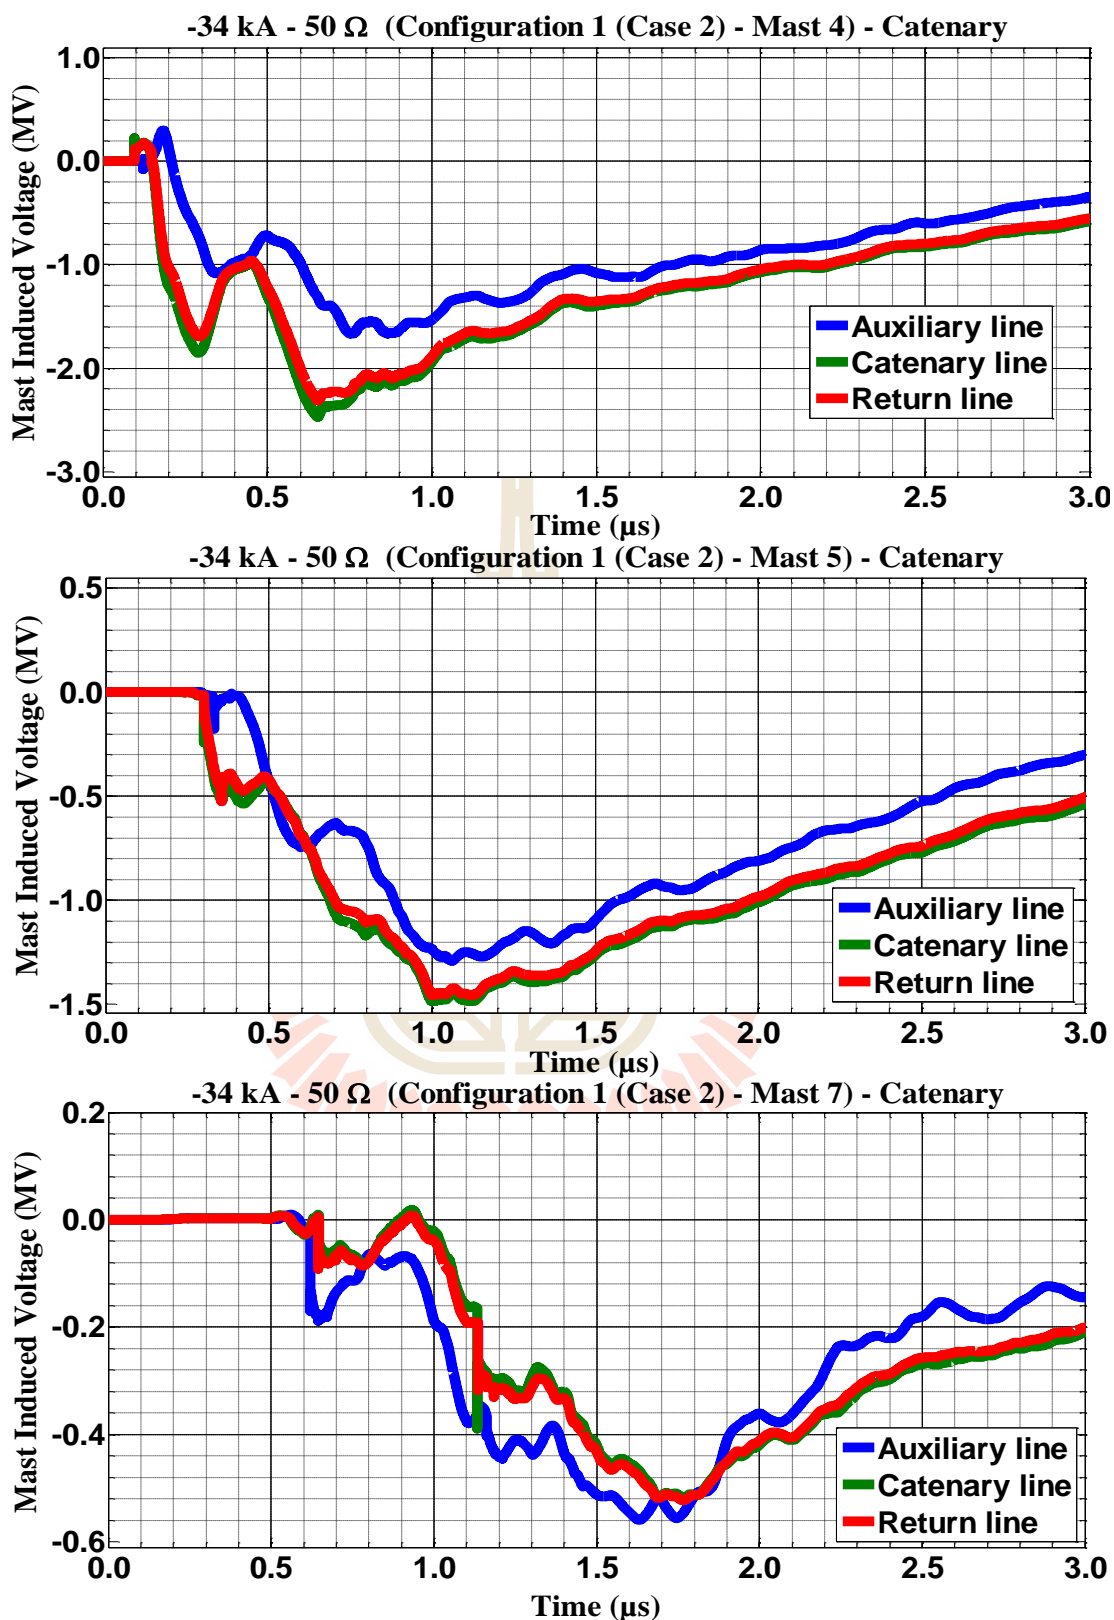 -34 kA - 50 Ω (Configuration 1 (Case 2) - Mast 4) - Catenary
Mast Induced Voltage (MV)
1.0
0.0
-1.0
-2.0
-3.0
Auxiliary line
Catenary line
Return line
0.0 0.5 1.0 1.5 2.0 2.5 3.0
Time (µs)
-34 kA - 50 Ω (Configuration 1 (Case 2) - Mast 5) - Catenary
Mast Induced Voltage (MV)
0.5
0.0
-0.5
-1.0
-1.5
Auxiliary line
Catenary line
Return line
0.0 0.5 1.0 1.5 2.0 2.5 3.0
Time (µs)
-34 kA - 50 Ω (Configuration 1 (Case 2) - Mast 7) - Catenary
Mast Induced Voltage (MV)
0.2
0.0
-0.2
-0.4
-0.6
Auxiliary line
Catenary line
Return line
0.0 0.5 1.0 1.5 2.0 2.5 3.0
Time (µs)